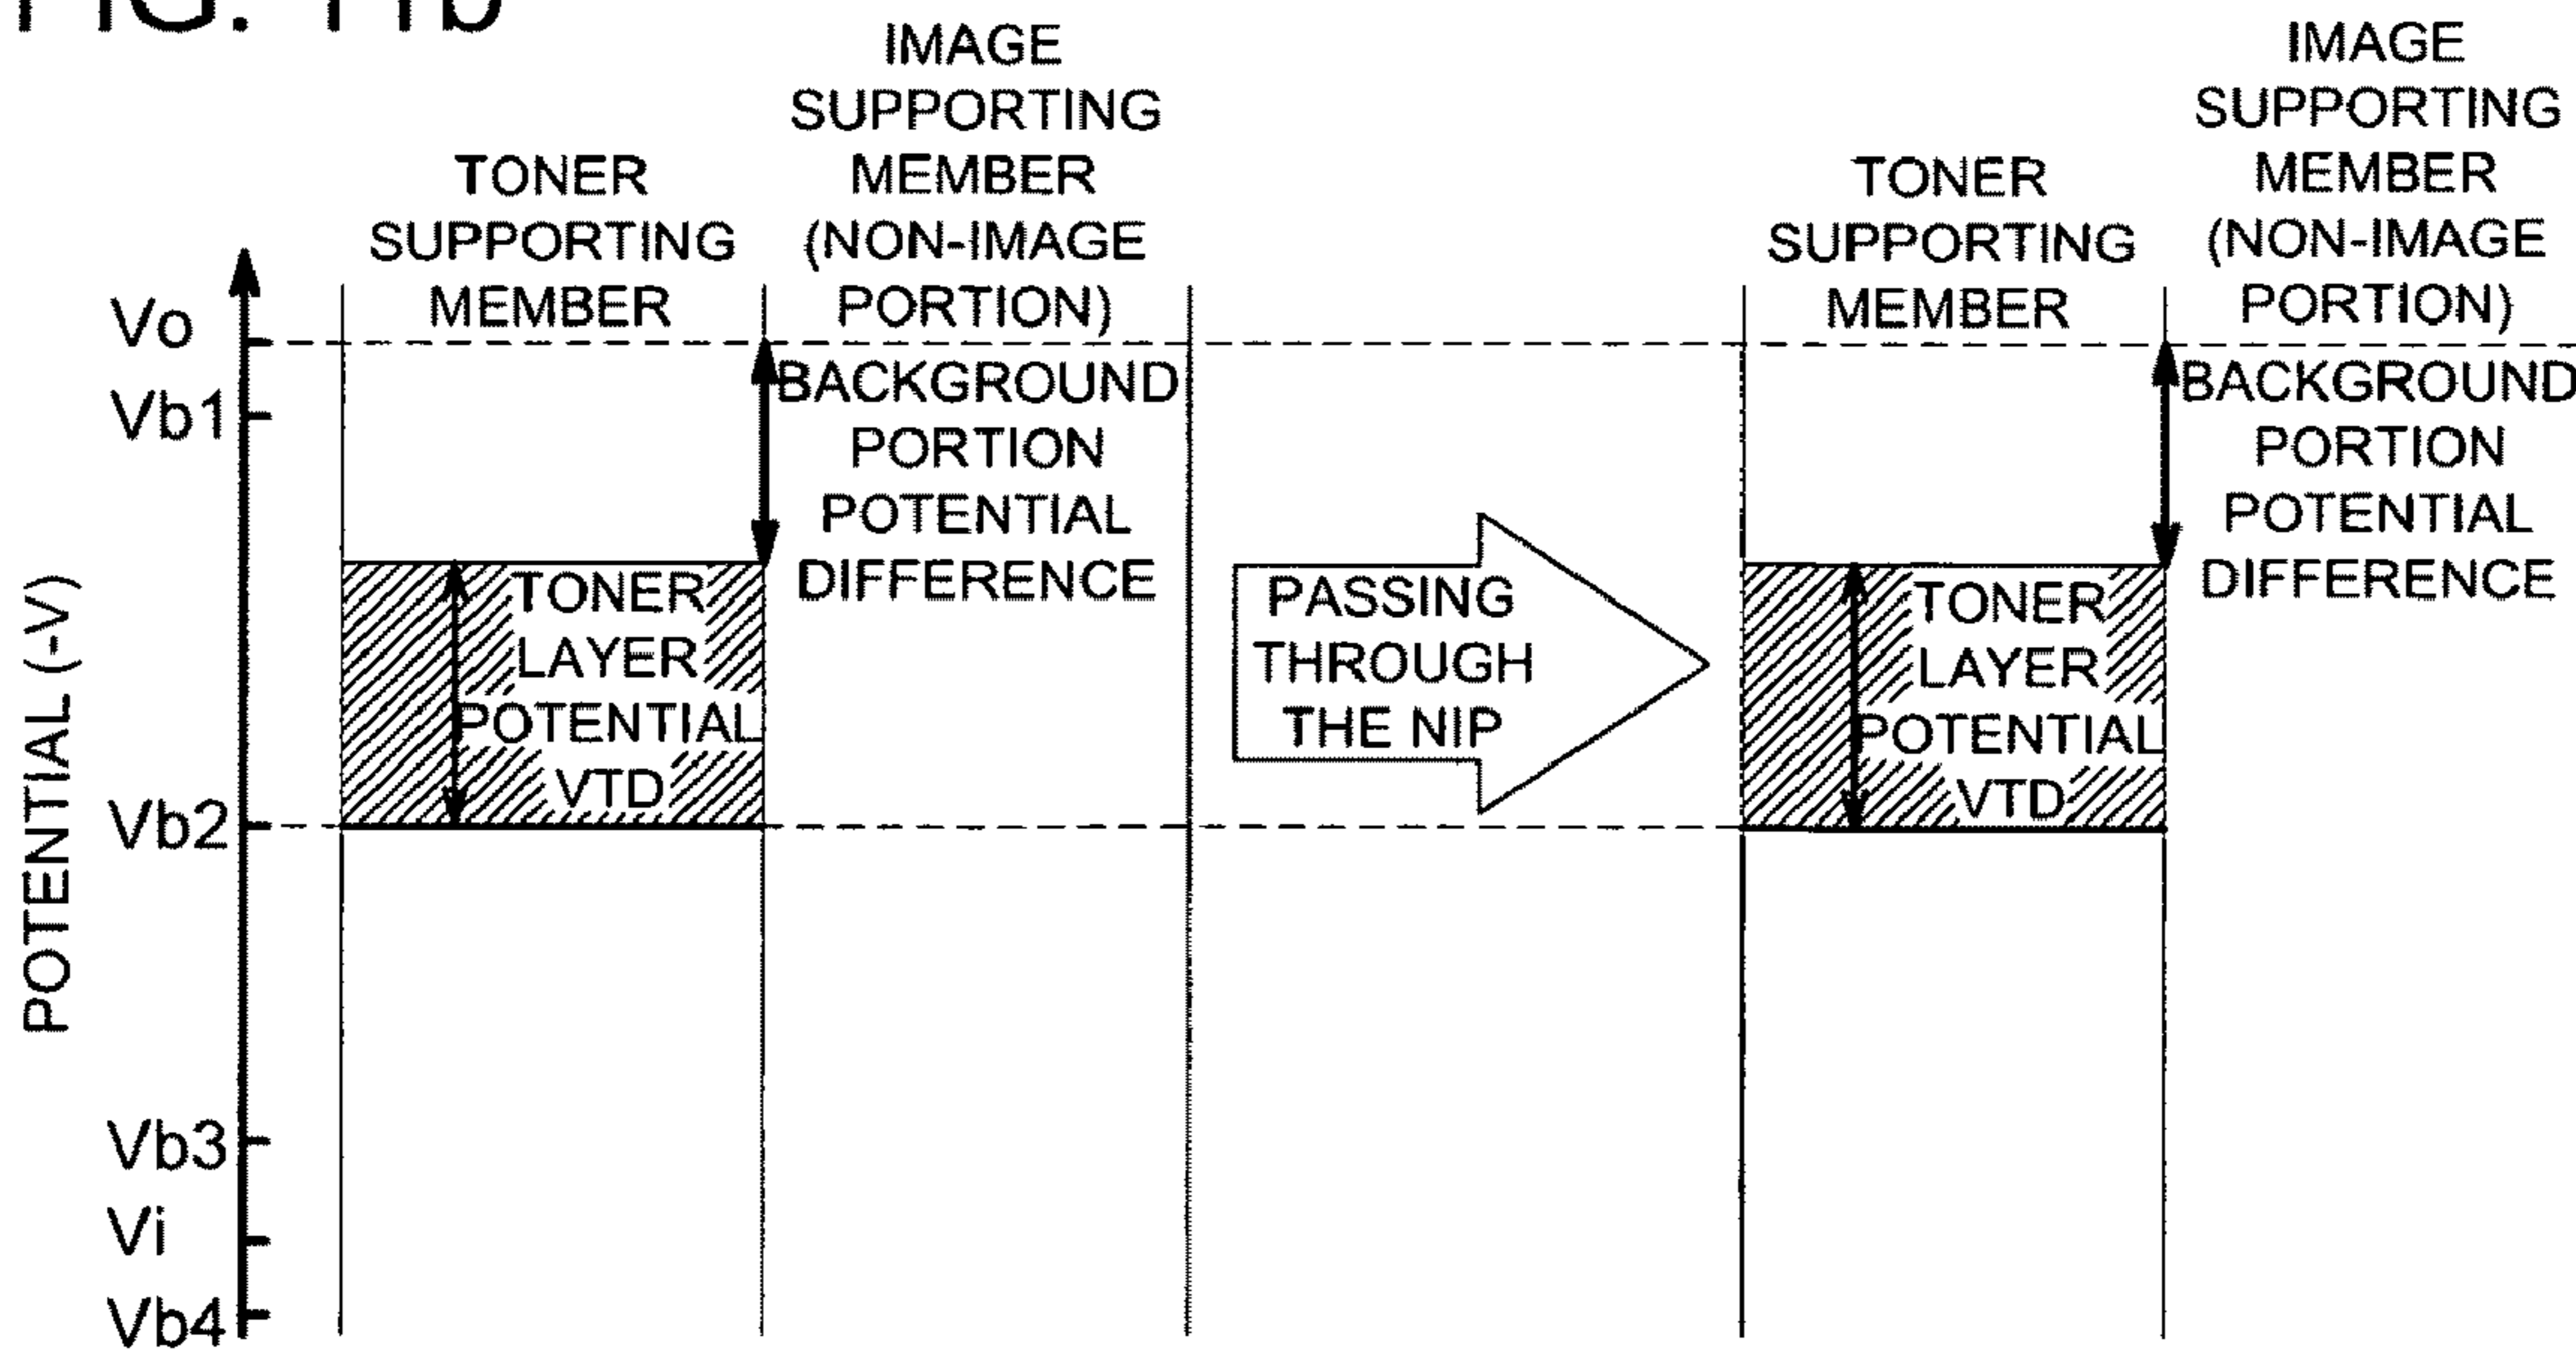 FIG. 11b
IMAGE
SUPPORTING
MEMBER
(NON-IMAGE
PORTION)
TONER
SUPPORTING
MEMBER
IMAGE
SUPPORTING
MEMBER
(NON-IMAGE
PORTION)
TONER
SUPPORTING
MEMBER
POTENTIAL (-V)
Vo
Vb1
Vb2
Vb3
Vi
Vb4
BACKGROUND
PORTION
POTENTIAL
DIFFERENCE
TONER
LAYER
POTENTIAL
VTD
PASSING
THROUGH
THE NIP
BACKGROUND
PORTION
POTENTIAL
DIFFERENCE
TONER
LAYER
POTENTIAL
VTD